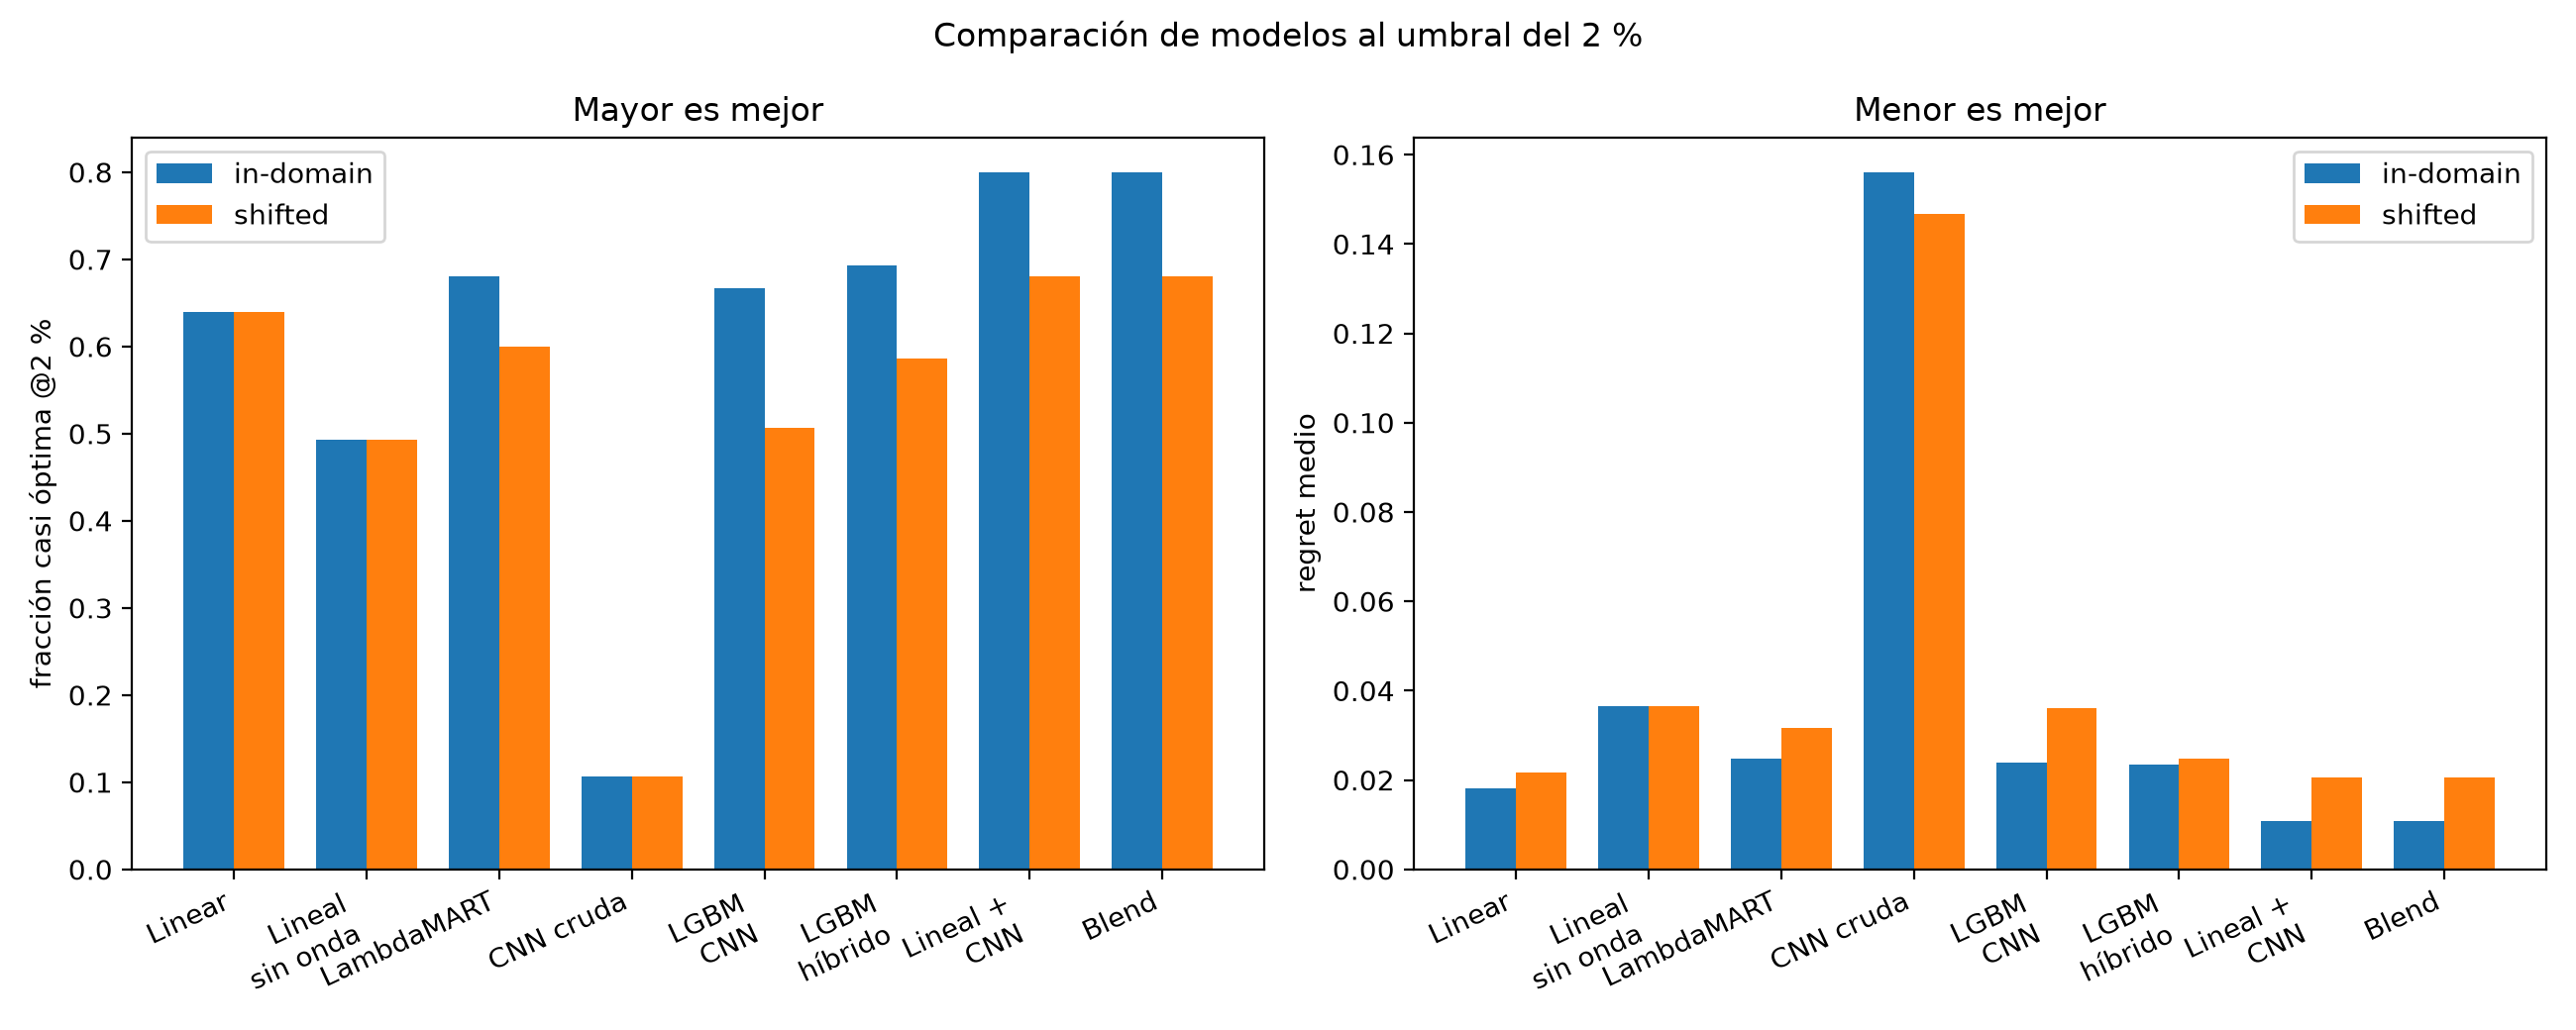 Comparación de modelos al umbral del 2 %
Mayor es mejor
fracción casi óptima @2 %
0.8
0.7
0.6
0.5
0.4
0.3
0.2
0.1
0.0
in-domain
shifted
Linear
Lineal
sin onda
LambdaMART
CNN cruda
LGBM
CNN
LGBM
híbrido
Lineal +
CNN
Blend
Menor es mejor
regret medio
0.16
0.14
0.12
0.10
0.08
0.06
0.04
0.02
0.00
in-domain
shifted
Linear
Lineal
sin onda
LambdaMART
CNN cruda
LGBM
CNN
LGBM
híbrido
Lineal +
CNN
Blend